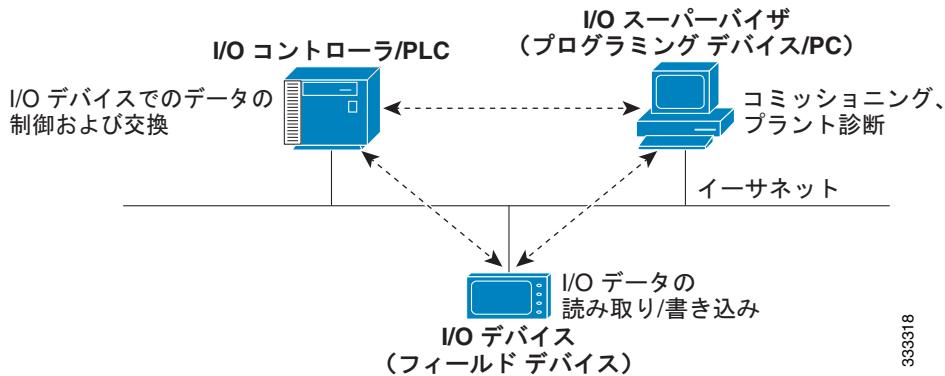 I/O スーパーバイザ
（プログラミング デバイス/PC）
I/O コントローラ/PLC
I/O デバイスでのデータの
制御および交換
コミッショニング、
プラント診断
イーサネット
I/O データの
読み取り/書き込み
I/O デバイス
（フィールド デバイス）
333318